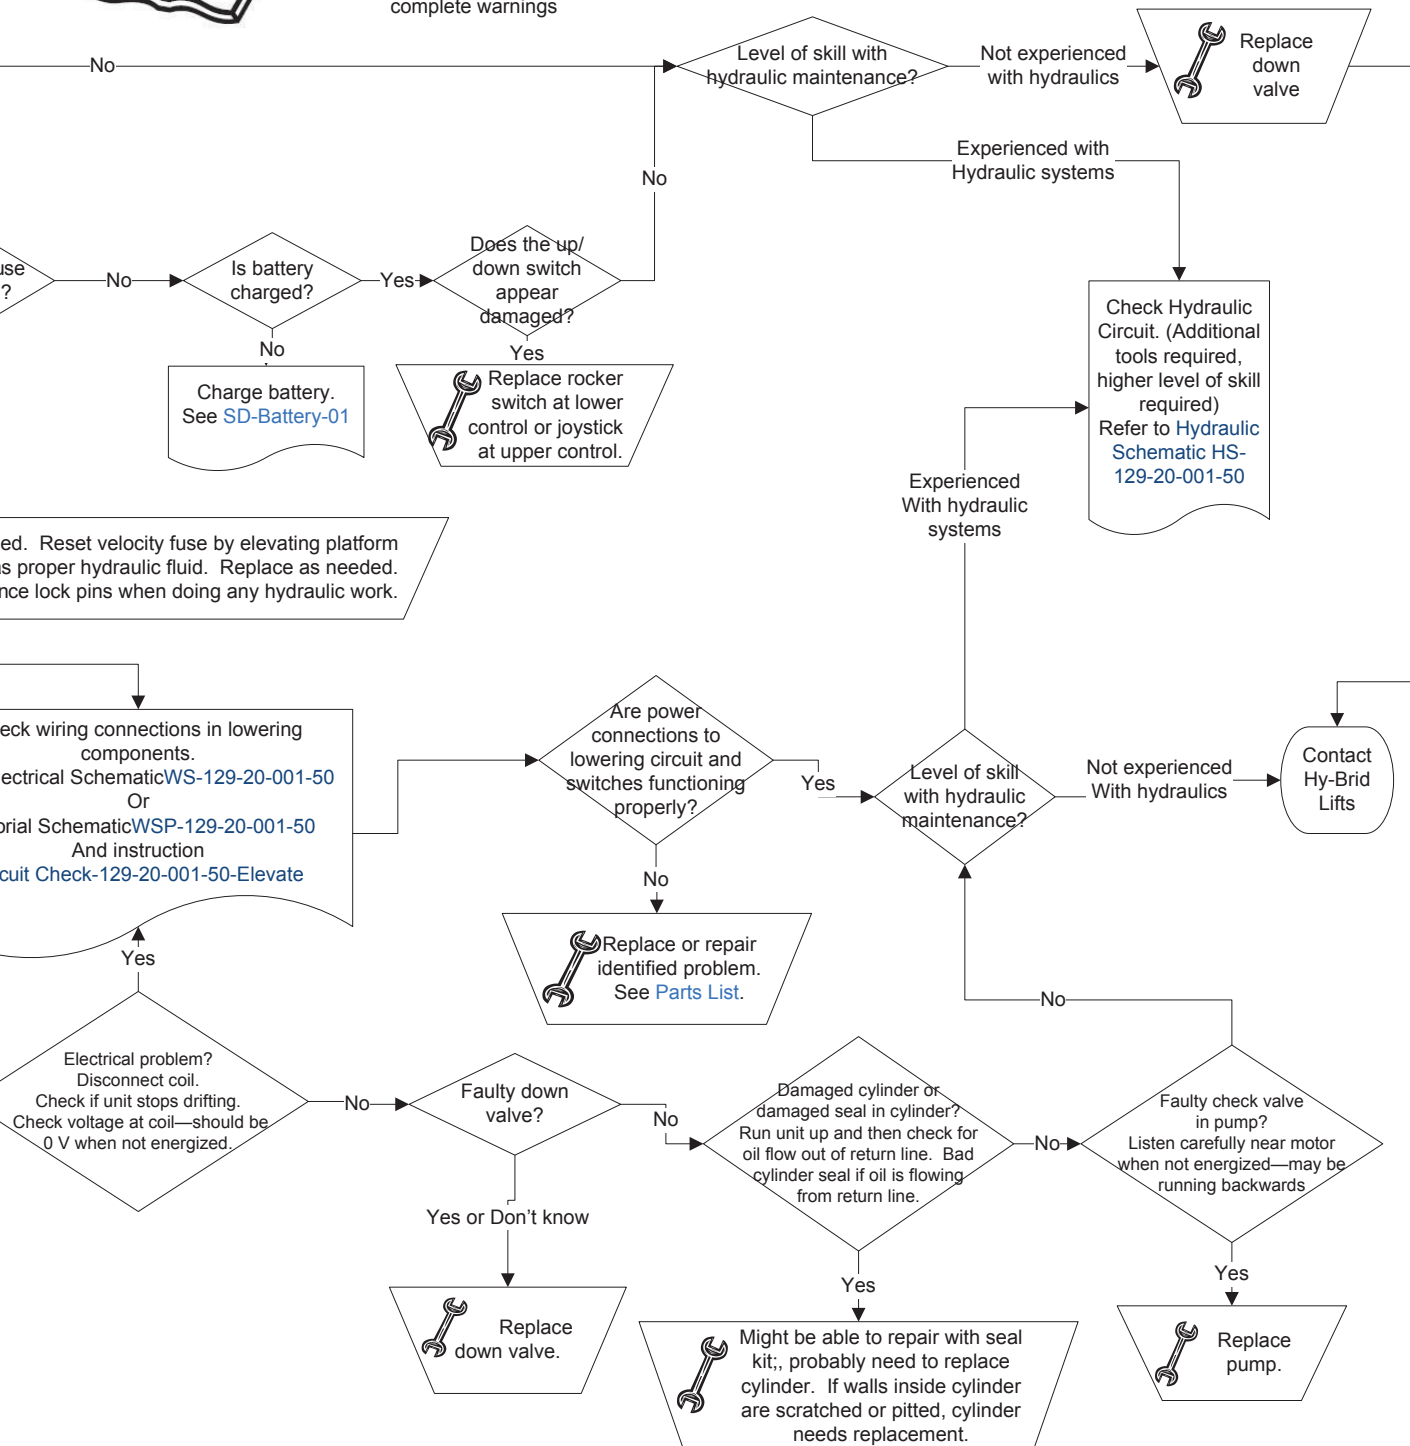 complete warnings
No
Level of skill with
hydraulic maintenance?
Not experienced
with hydraulics
Replace
down
valve
Experienced with
Hydraulic systems
No
use
?
No
Is battery
charged?
Yes
Does the up/
down switch
appear
damaged?
No
Charge battery.
See SD-Battery-01
Yes
Replace rocker
switch at lower
control or joystick
at upper control.
Check Hydraulic
Circuit. (Additional
tools required,
higher level of skill
required)
Refer to Hydraulic
Schematic HS-
129-20-001-50
Experienced
With hydraulic
systems
ed.  Reset velocity fuse by elevating platform
as proper hydraulic fluid.  Replace as needed.
nce lock pins when doing any hydraulic work.
eck wiring connections in lowering
components.
lectrical SchematicWS-129-20-001-50
Or
orial SchematicWSP-129-20-001-50
And instruction
cuit Check-129-20-001-50-Elevate
Are power
connections to
lowering circuit and
switches functioning
properly?
Yes
Level of skill
with hydraulic
maintenance?
Not experienced
With hydraulics
Contact
Hy-Brid
Lifts
No
Replace or repair
identified problem.
See Parts List.
Yes
No
Electrical problem?
Disconnect coil.
Check if unit stops drifting.
Check voltage at coil—should be
0 V when not energized.
No
Faulty down
valve?
No
Damaged cylinder or
damaged seal in cylinder?
Run unit up and then check for
oil flow out of return line.  Bad
cylinder seal if oil is flowing
from return line.
No
Faulty check valve
in pump?
Listen carefully near motor
when not energized—may be
running backwards
Yes or Don't know
Replace
down valve.
Yes
Might be able to repair with seal
kit;, probably need to replace
cylinder.  If walls inside cylinder
are scratched or pitted, cylinder
needs replacement.
Yes
Replace
pump.